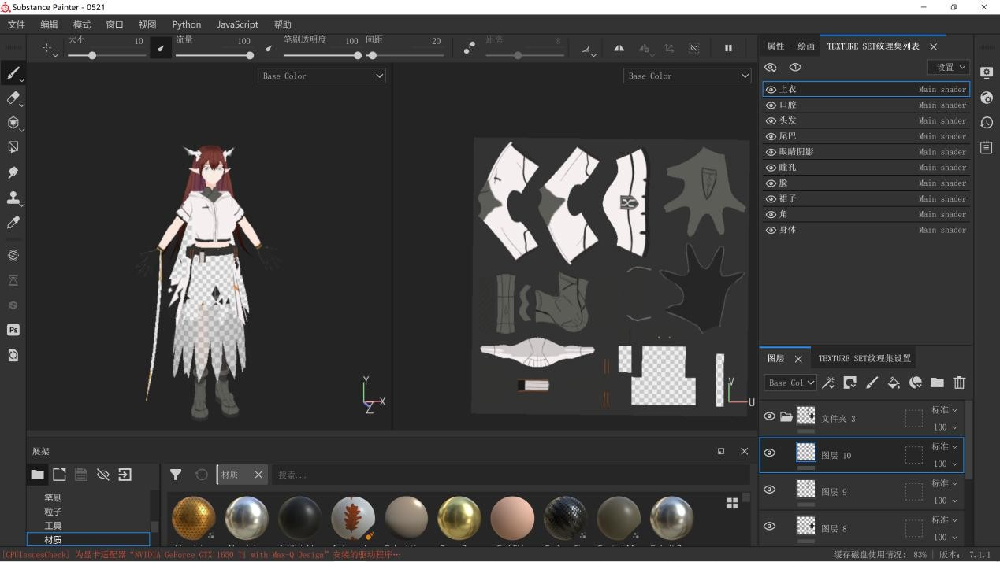 Substance Painter - 0521
文件 编辑 模式 窗口 视图 Python JavaScript 帮助
大小 10 流量 100 笔刷透明度 100 间距 20 距离 8
属性 - 绘画 TEXTURE SET纹理集列表
设置
Base Color
Base Color
上衣 Main shader
口腔 Main shader
头发 Main shader
尾巴 Main shader
眼睛阴影 Main shader
瞳孔 Main shader
脸 Main shader
裙子 Main shader
角 Main shader
身体 Main shader
Y
X
Z
V
U
图层 TEXTURE SET纹理集设置
Base Col
Ps
文件夹 3 标准 100
图层 10 标准 100
图层 9 标准 100
图层 8 标准 100
展架
材质 搜索...
笔刷
粒子
工具
材质
[GPUIssuesCheck] 为显卡适配器“NVIDIA GeForce GTX 1650 Ti with Max-Q Design”安装的驱动程序…
缓存磁盘使用情况: 83% | 版本: 7.1.1